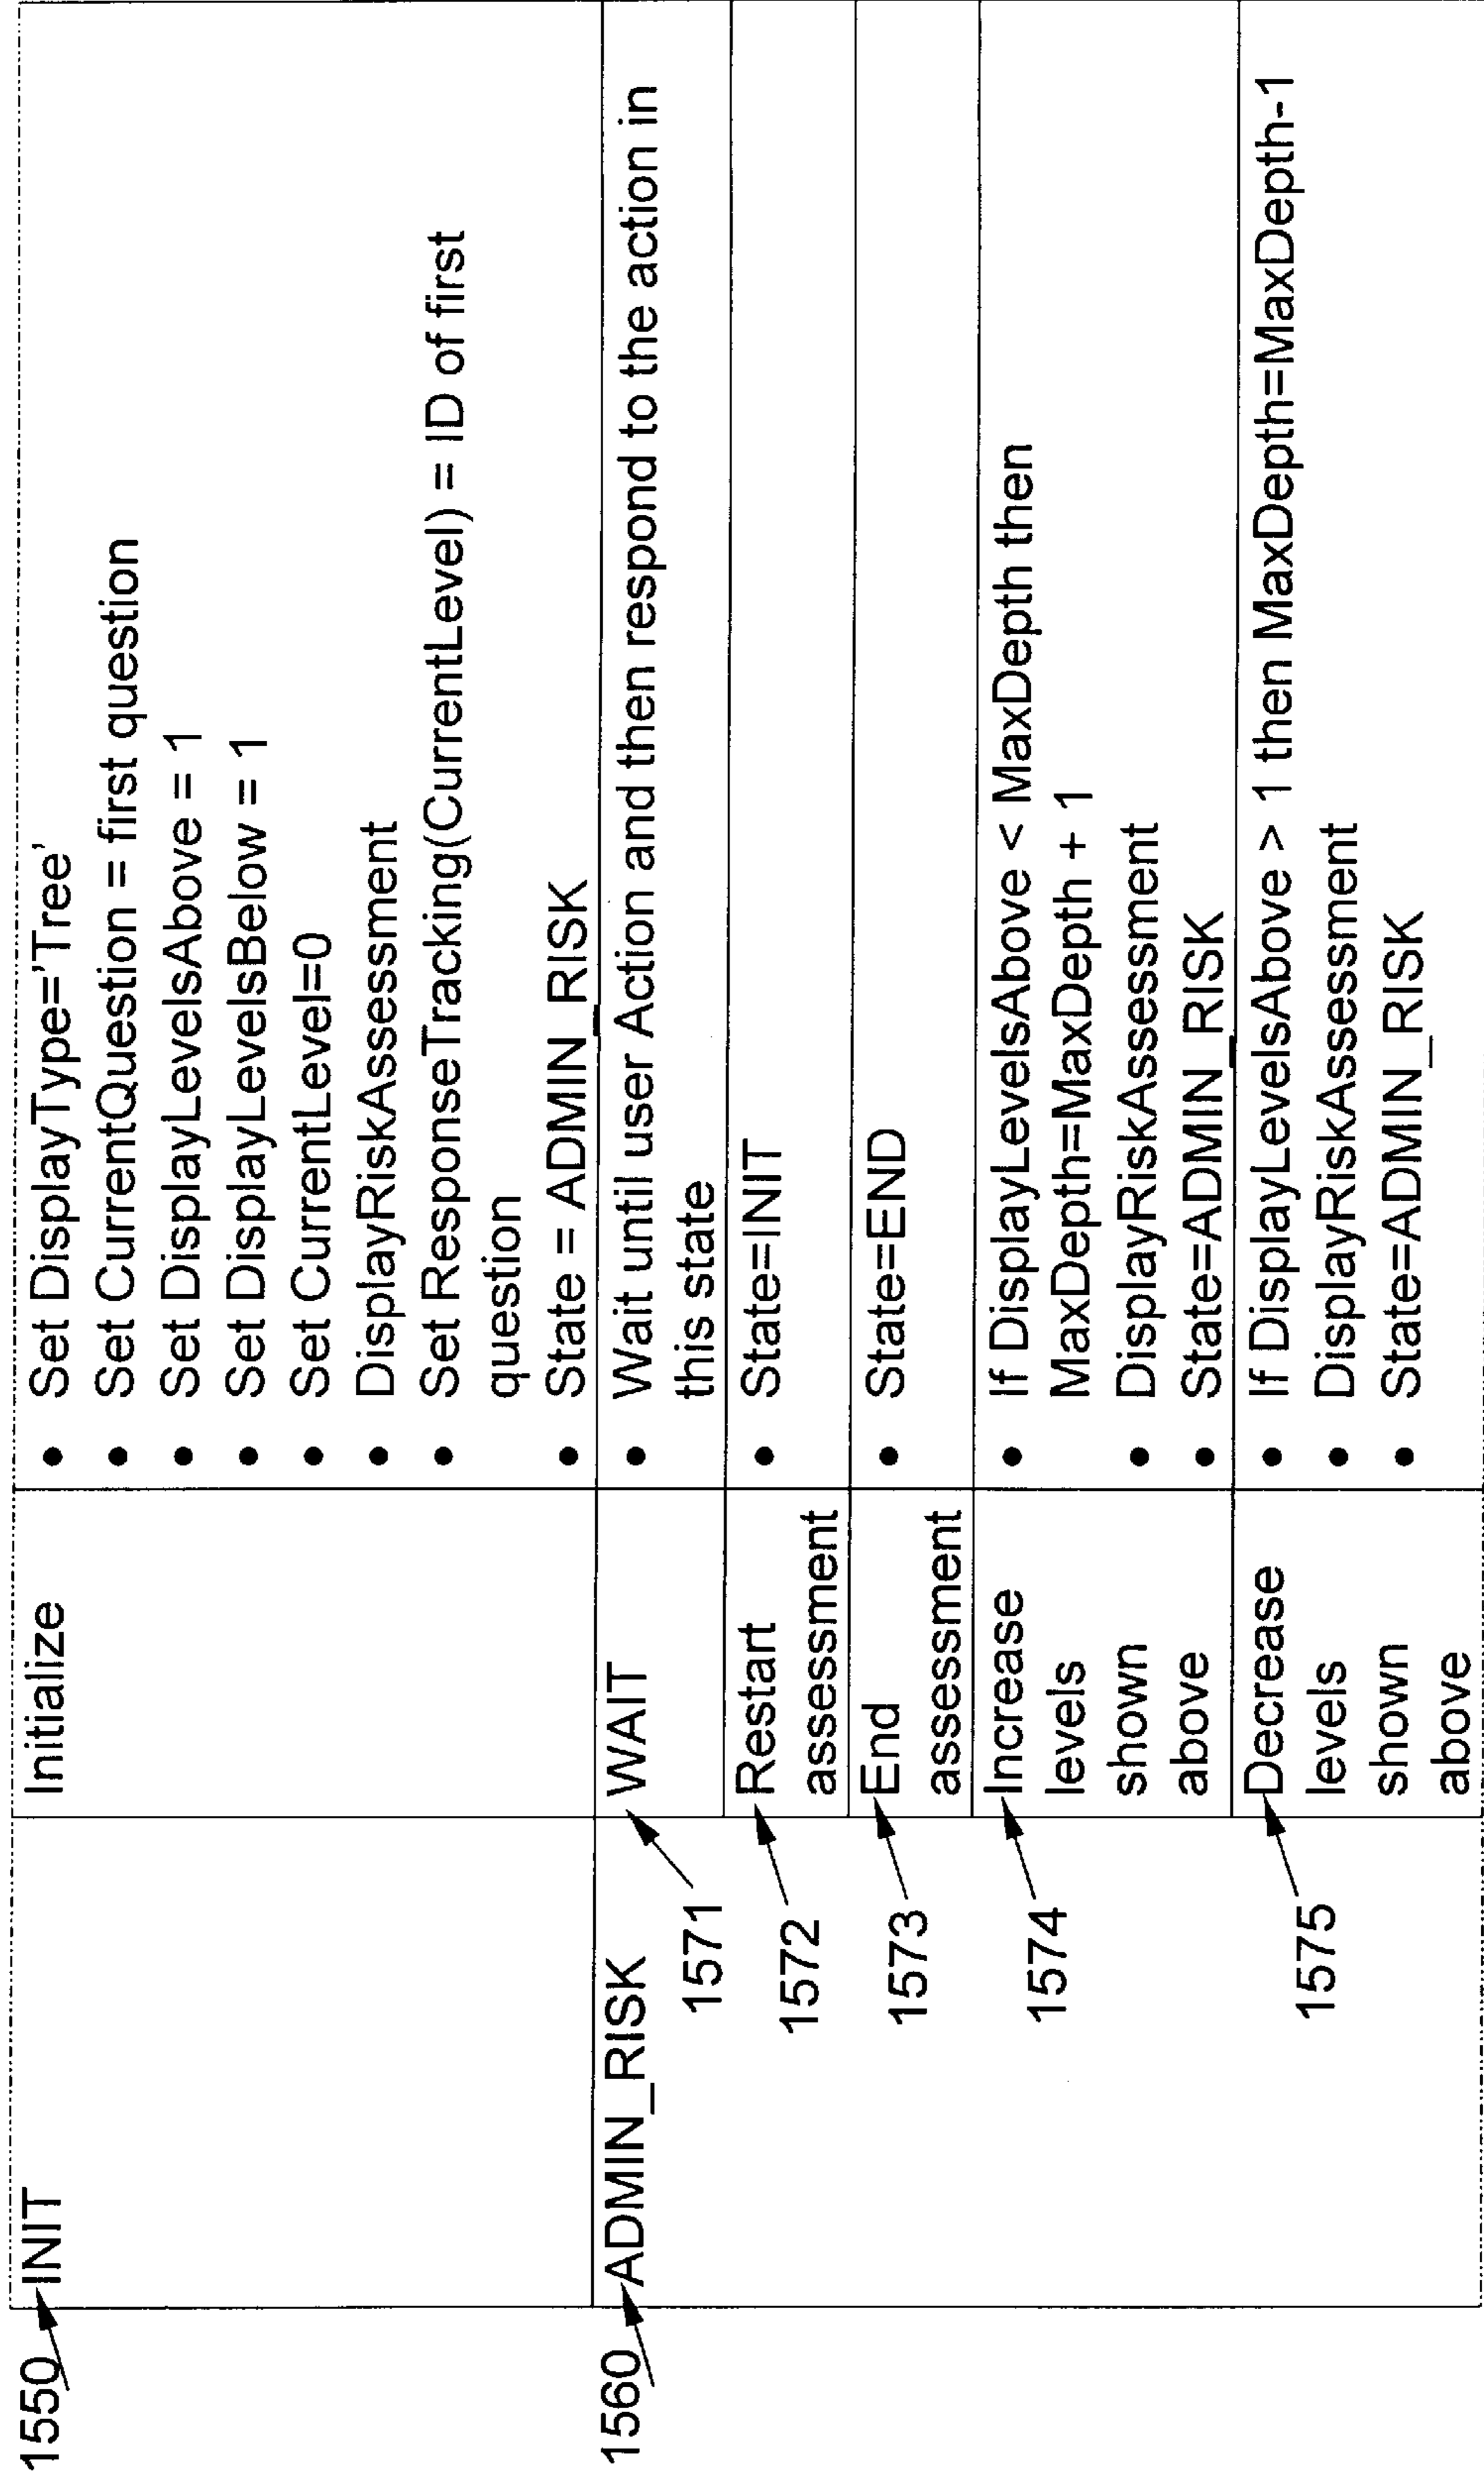 1550 INIT
Initialize
• Set DisplayType='Tree'
• Set CurrentQuestion = first question
• Set DisplayLevelsAbove = 1
• Set DisplayLevelsBelow = 1
• Set CurrentLevel=0
• DisplayRiskAssessment
• Set ResponseTracking(CurrentLevel) = ID of first
question
• State = ADMIN_RISK
1560 ADMIN_RISK
1571
WAIT
• Wait until user Action and then respond to the action in
this state
1572
Restart
assessment
• State=INIT
1573
End
assessment
• State=END
1574
Increase
levels
shown
above
• If DisplayLevelsAbove < MaxDepth then
MaxDepth=MaxDepth + 1
• DisplayRiskAssessment
• State=ADMIN_RISK
1575
Decrease
levels
shown
above
• If DisplayLevelsAbove > 1 then MaxDepth=MaxDepth-1
• DisplayRiskAssessment
• State=ADMIN_RISK